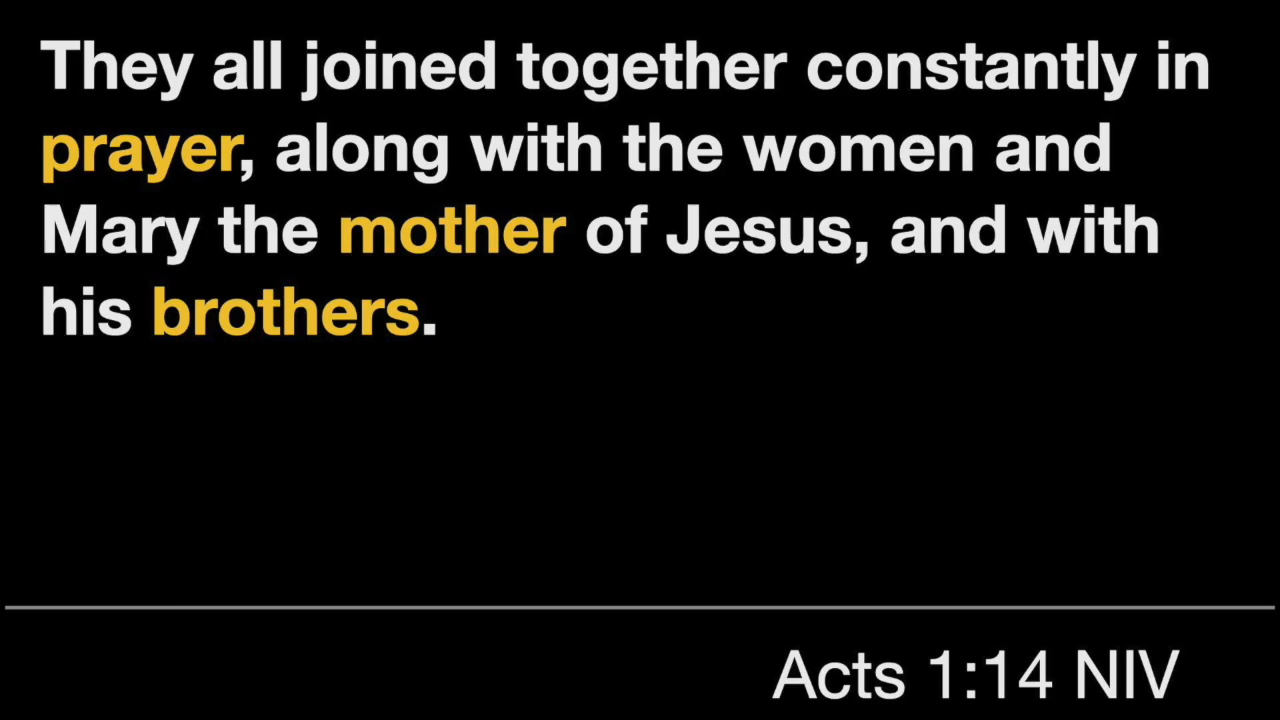 They all joined together constantly in
prayer, along with the women and
Mary the mother of Jesus, and with
his brothers.
Acts 1:14 NIV